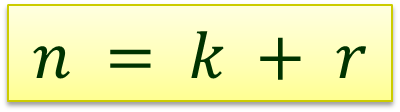 n = k + r